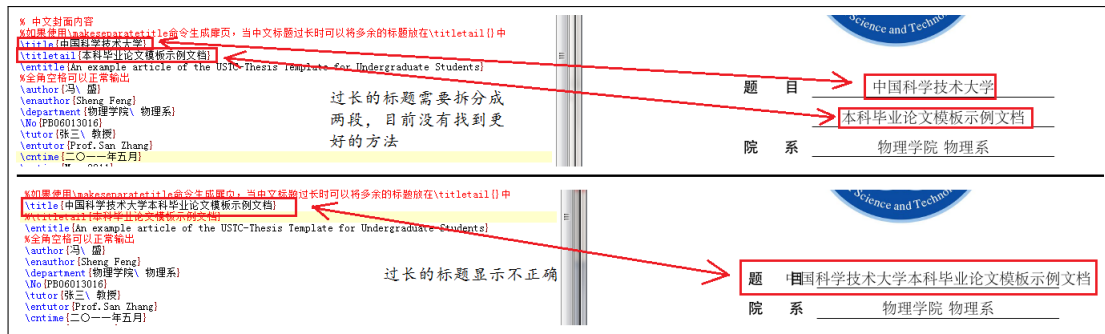 % 中文封面内容
%如果使用\makeseparatetitle命令生成扉页，当中文标题过长时可以将多余的标题放在\titletail{}中
\title{中国科学技术大学}
\titletail{本科毕业论文模板示例文档}
\entitle{An example article of the USTC-Thesis Template for Undergraduate Students}
%全角空格可以正常输出
\author{冯\ 盛}
\enauthor{Sheng Feng}
\department{物理学院\ 物理系}
\No{PB06013016}
\tutor{张三\ 教授}
\entutor{Prof.San Zhang}
\cntime{二〇一一年五月}
过长的标题需要拆分成
两段，目前没有找到更
好的方法
Science and Techno
题 目 中国科学技术大学
本科毕业论文模板示例文档
院 系 物理学院 物理系
%如果使用\makeseparatetitle命令生成扉页，当中文标题过长时可以将多余的标题放在\titletail{}中
\title{中国科学技术大学本科毕业论文模板示例文档}
%\titletail{本科毕业论文模板示例文档}
\entitle{An example article of the USTC-Thesis Template for Undergraduate Students}
%全角空格可以正常输出
\author{冯\ 盛}
\enauthor{Sheng Feng}
\department{物理学院\ 物理系}
\No{PB06013016}
\tutor{张三\ 教授}
\entutor{Prof.San Zhang}
\cntime{二〇一一年五月}
过长的标题显示不正确
Science and Technol
题 目中国科学技术大学本科毕业论文模板示例文档
院 系 物理学院 物理系